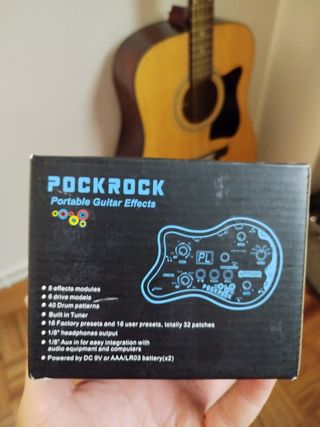 POCKROCK
Portable Guitar Effects
PL
POCKROCK
8 effects modules
6 drive models
40 Drum patterns
Built in Tuner
16 Factory presets and 16 user presets, totally 32 patches
1/8" headphones output
1/8" Aux in for easy integration with
audio equipment and computers
Powered by DC 9V or AAA/LR03 battery(x2)